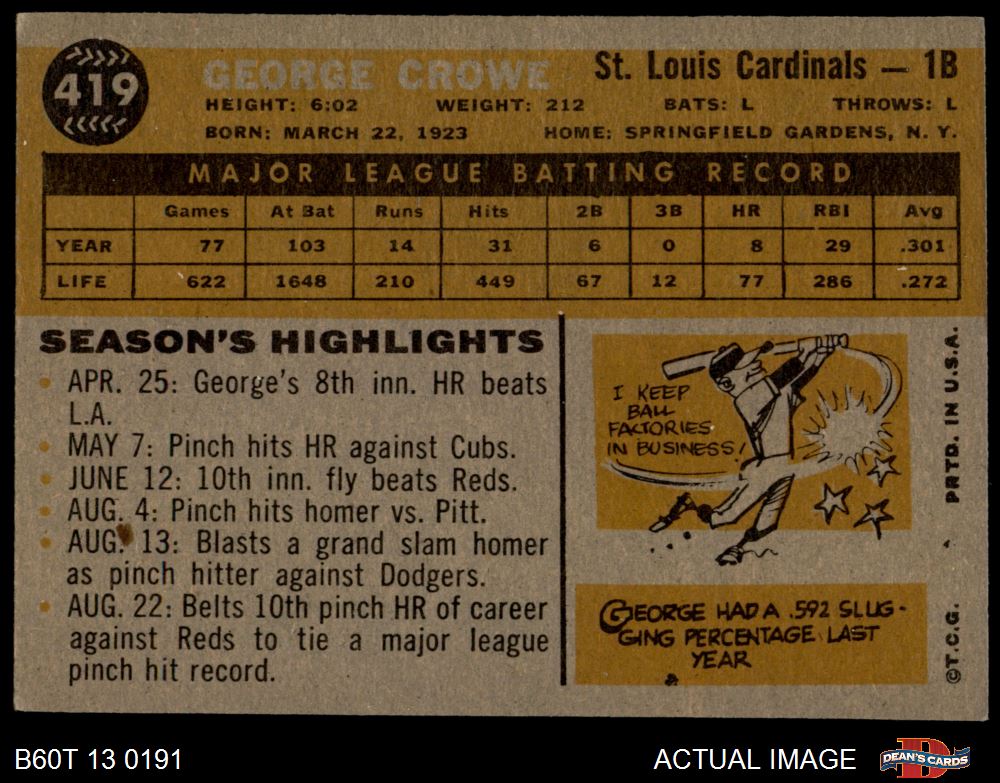 419
GEORGE CROWE St. Louis Cardinals — 1B
HEIGHT: 6:02 WEIGHT: 212 BATS: L THROWS: L
BORN: MARCH 22, 1923 HOME: SPRINGFIELD GARDENS, N. Y.
MAJOR LEAGUE BATTING RECORD
Games At Bat Runs Hits 2B 3B HR RBI Avg
YEAR 77 103 14 31 6 0 8 29 .301
LIFE 622 1648 210 449 67 12 77 286 .272
SEASON'S HIGHLIGHTS
• APR. 25: George's 8th inn. HR beats
L.A.
• MAY 7: Pinch hits HR against Cubs.
• JUNE 12: 10th inn. fly beats Reds.
• AUG. 4: Pinch hits homer vs. Pitt.
• AUG. 13: Blasts a grand slam homer
as pinch hitter against Dodgers.
• AUG. 22: Belts 10th pinch HR of career
against Reds to tie a major league
pinch hit record.
I KEEP
BALL
FACTORIES
IN BUSINESS!
GEORGE HAD A .592 SLUG-
GING PERCENTAGE LAST
YEAR
©T.C.G. PRTD. IN U.S.A.
B60T 13 0191 ACTUAL IMAGE
D
DEAN'S CARDS